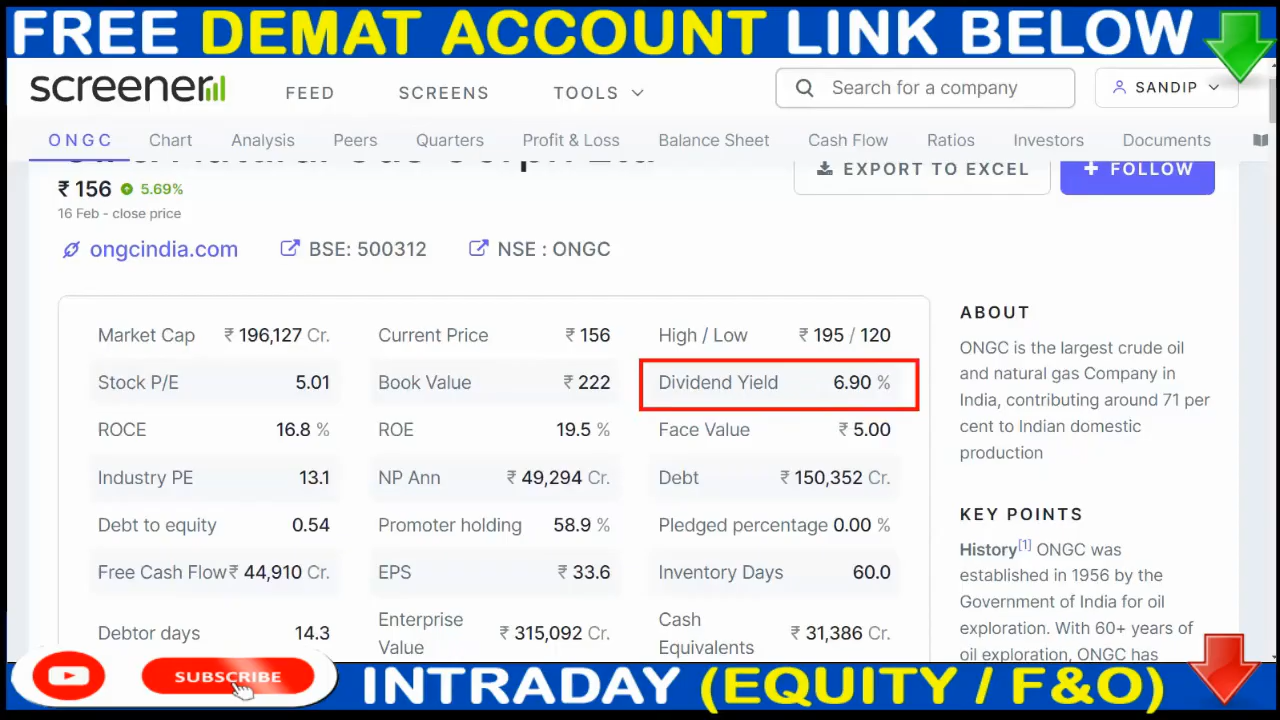 FREE DEMAT ACCOUNT LINK BELOW
screener
FEED SCREENS TOOLS
Search for a company
SANDIP
ONGC Chart Analysis Peers Quarters Profit & Loss Balance Sheet Cash Flow Ratios Investors Documents
₹ 156 5.69%
EXPORT TO EXCEL
+ FOLLOW
16 Feb - close price
ongcindia.com BSE: 500312 NSE : ONGC
Market Cap ₹ 196,127 Cr. Current Price ₹ 156 High / Low ₹ 195 / 120
Stock P/E 5.01 Book Value ₹ 222 Dividend Yield 6.90 %
ROCE 16.8 % ROE 19.5 % Face Value ₹ 5.00
Industry PE 13.1 NP Ann ₹ 49,294 Cr. Debt ₹ 150,352 Cr.
Debt to equity 0.54 Promoter holding 58.9 % Pledged percentage 0.00 %
Free Cash Flow ₹ 44,910 Cr. EPS ₹ 33.6 Inventory Days 60.0
Debtor days 14.3 Enterprise Value ₹ 315,092 Cr. Cash Equivalents ₹ 31,386 Cr.
ABOUT
ONGC is the largest crude oil
and natural gas Company in
India, contributing around 71 per
cent to Indian domestic
production
KEY POINTS
History[1] ONGC was
established in 1956 by the
Government of India for oil
exploration. With 60+ years of
oil exploration, ONGC has
SUBSCRIBE
INTRADAY (EQUITY / F&O)